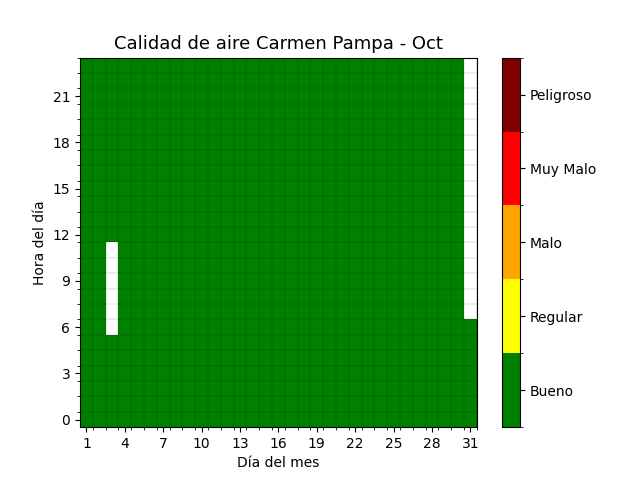 Calidad de aire Carmen Pampa - Oct
Hora del día
21
18
15
12
9
6
3
0
1 4 7 10 13 16 19 22 25 28 31
Día del mes
Peligroso
Muy Malo
Malo
Regular
Bueno